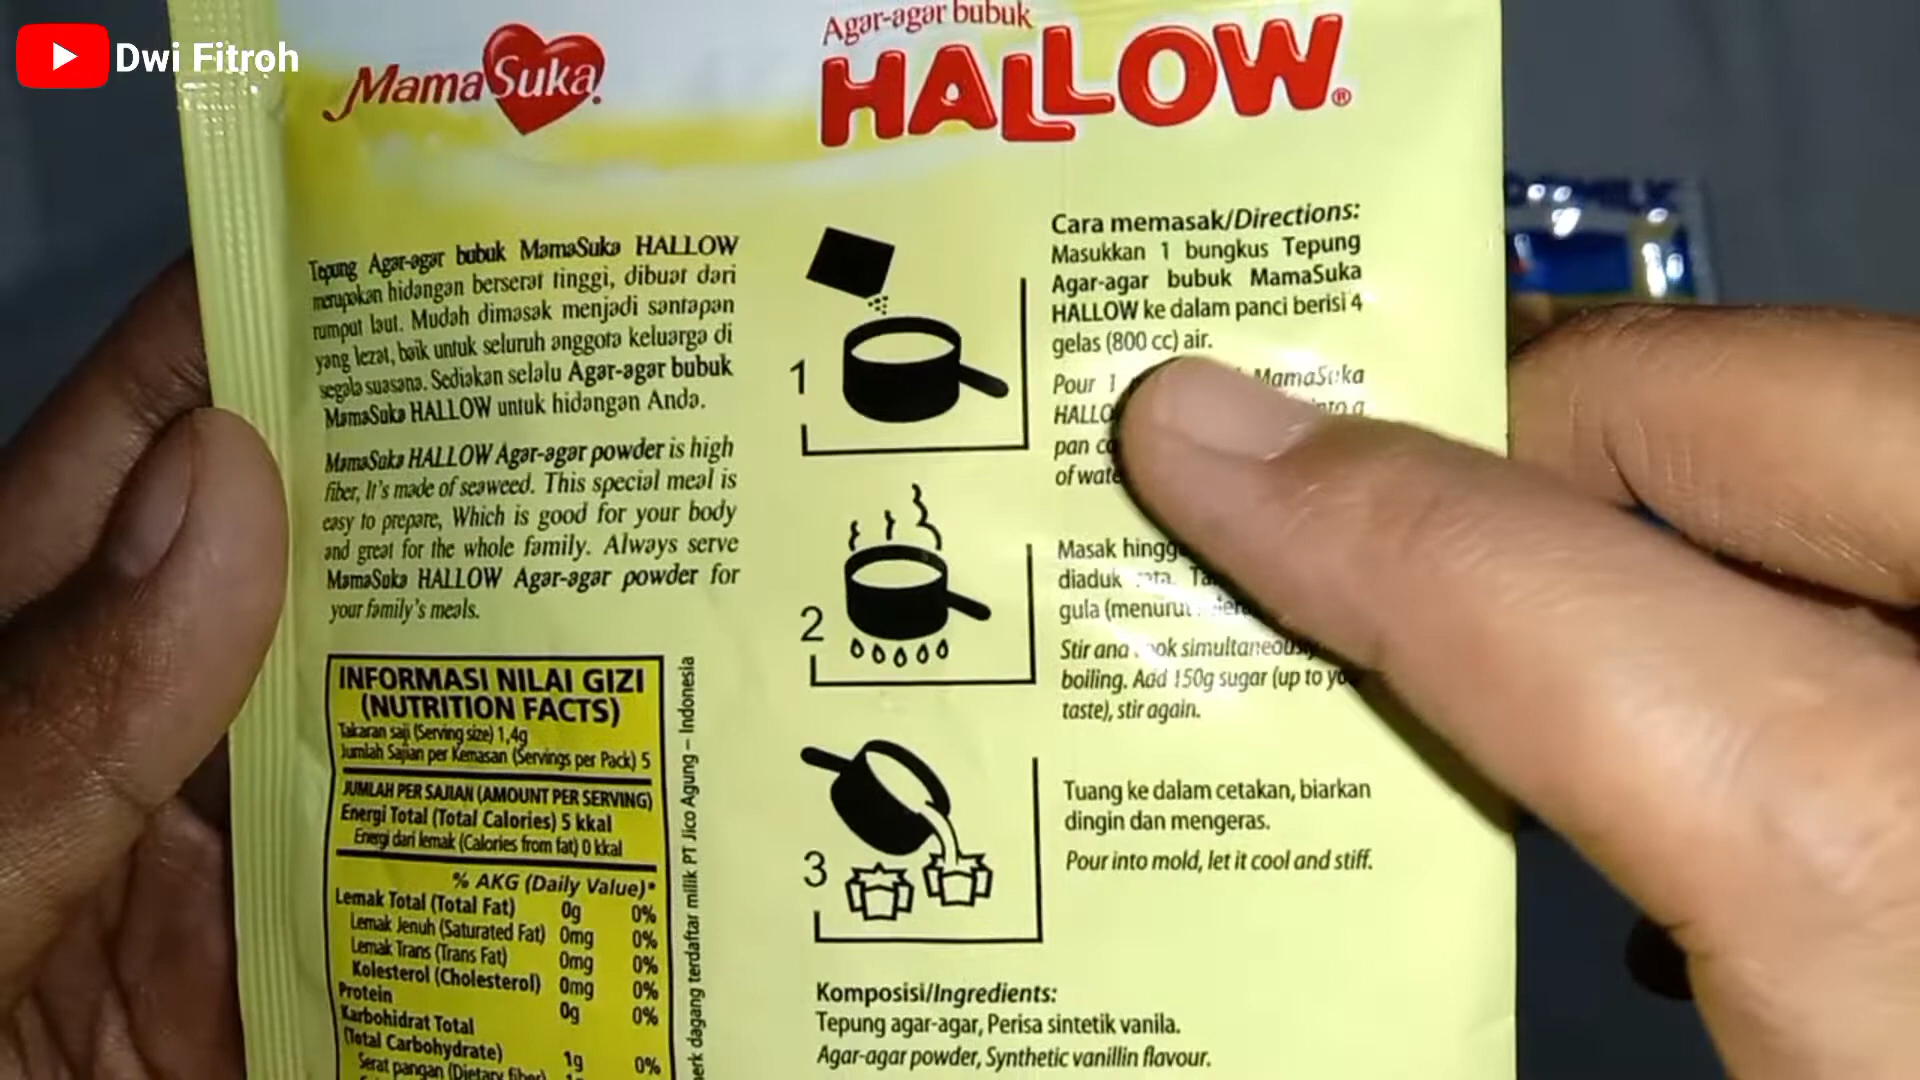 Dwi Fitroh
MamaSuka
Agar-agar bubuk
HALLOW®
Tepung Agar-agar bubuk MamaSuka HALLOW
merupakan hidangan berserat tinggi, dibuat dari
rumput laut. Mudah dimasak menjadi santapan
yang lezat, baik untuk seluruh anggota keluarga di
segala suasana. Sediakan selalu Agar-agar bubuk
MamaSuka HALLOW untuk hidangan Anda.
MamaSuka HALLOW Agar-agar powder is high
fiber, It's made of seaweed. This special meal is
easy to prepare, Which is good for your body
and great for the whole family. Always serve
MamaSuka HALLOW Agar-agar powder for
your family's meals.
INFORMASI NILAI GIZI
(NUTRITION FACTS)
Takaran saji (Serving size) 1,4g
Jumlah Sajian per Kemasan (Servings per Pack) 5
JUMLAH PER SAJIAN (AMOUNT PER SERVING)
Energi Total (Total Calories) 5 kkal
Energi dari lemak (Calories from fat) 0 kkal
% AKG (Daily Value)*
Lemak Total (Total Fat) 0g 0%
Lemak Jenuh (Saturated Fat) 0mg 0%
Lemak Trans (Trans Fat) 0mg 0%
Kolesterol (Cholesterol) 0mg 0%
Protein 0g 0%
Karbohidrat Total
(Total Carbohydrate) 1g 0%
Serat pangan (Dietary fiber)
dagang terdaftar milik PT Jico Agung – Indonesia
Cara memasak/Directions:
1
Masukkan 1 bungkus Tepung
Agar-agar bubuk MamaSuka
HALLOW ke dalam panci berisi 4
gelas (800 cc) air.
Pour 1 MamaSuka
pan
of
2
Masak
diaduk
gula (menurut
Stir simultaneously
boiling. Add 150g sugar (up to
taste), stir again.
3
Tuang ke dalam cetakan, biarkan
dingin dan mengeras.
Pour into mold, let it cool and stiff.
Komposisi/Ingredients:
Tepung agar-agar, Perisa sintetik vanila.
Agar-agar powder, Synthetic vanillin flavour.